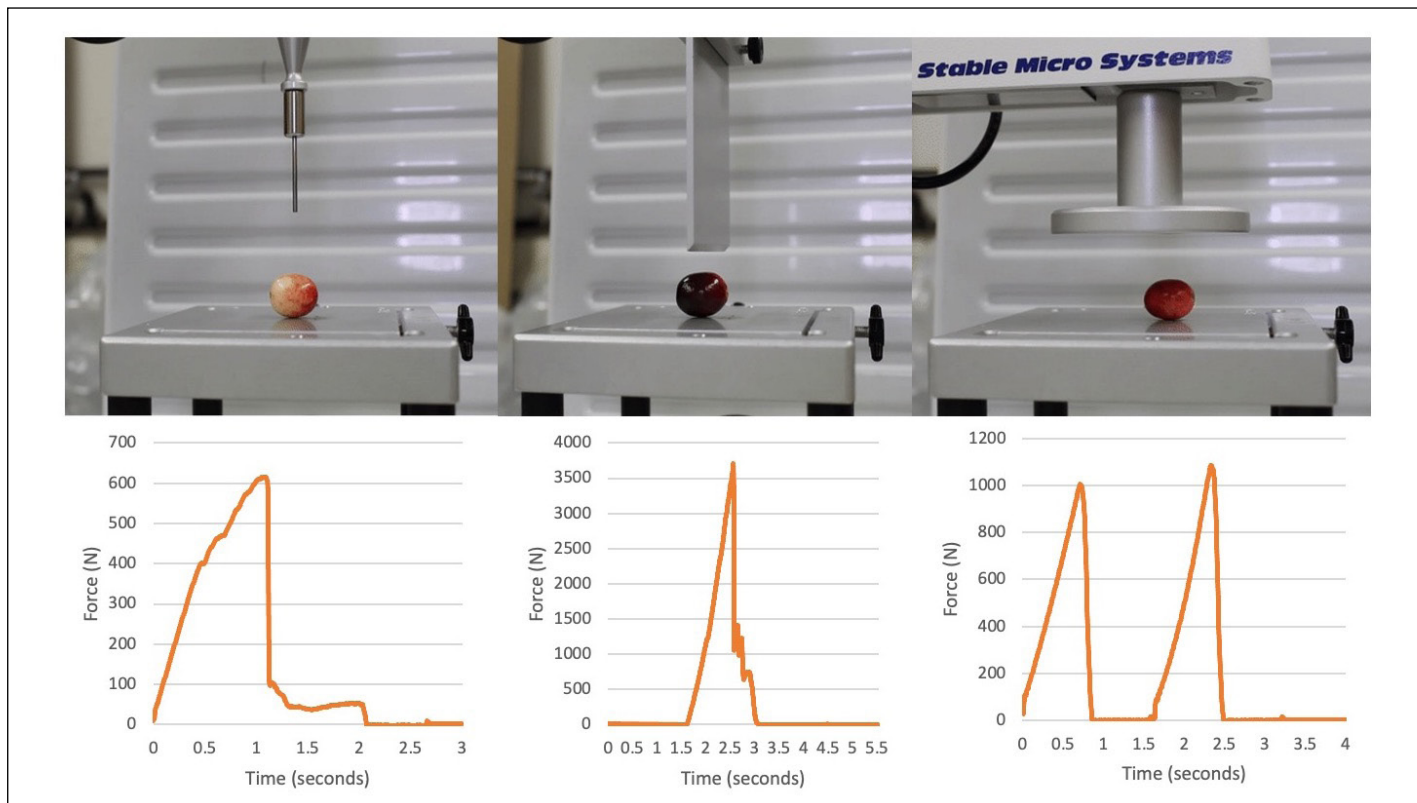 Stable Micro Systems
700
600
500
400
300
200
100
0
Force (N)
0 0.5 1 1.5 2 2.5 3
Time (seconds)
4000
3500
3000
2500
2000
1500
1000
500
0
Force (N)
0 0.5 1 1.5 2 2.5 3 3.5 4 4.5 5 5.5
Time (seconds)
1200
1000
800
600
400
200
0
Force (N)
0 0.5 1 1.5 2 2.5 3 3.5 4
Time (seconds)